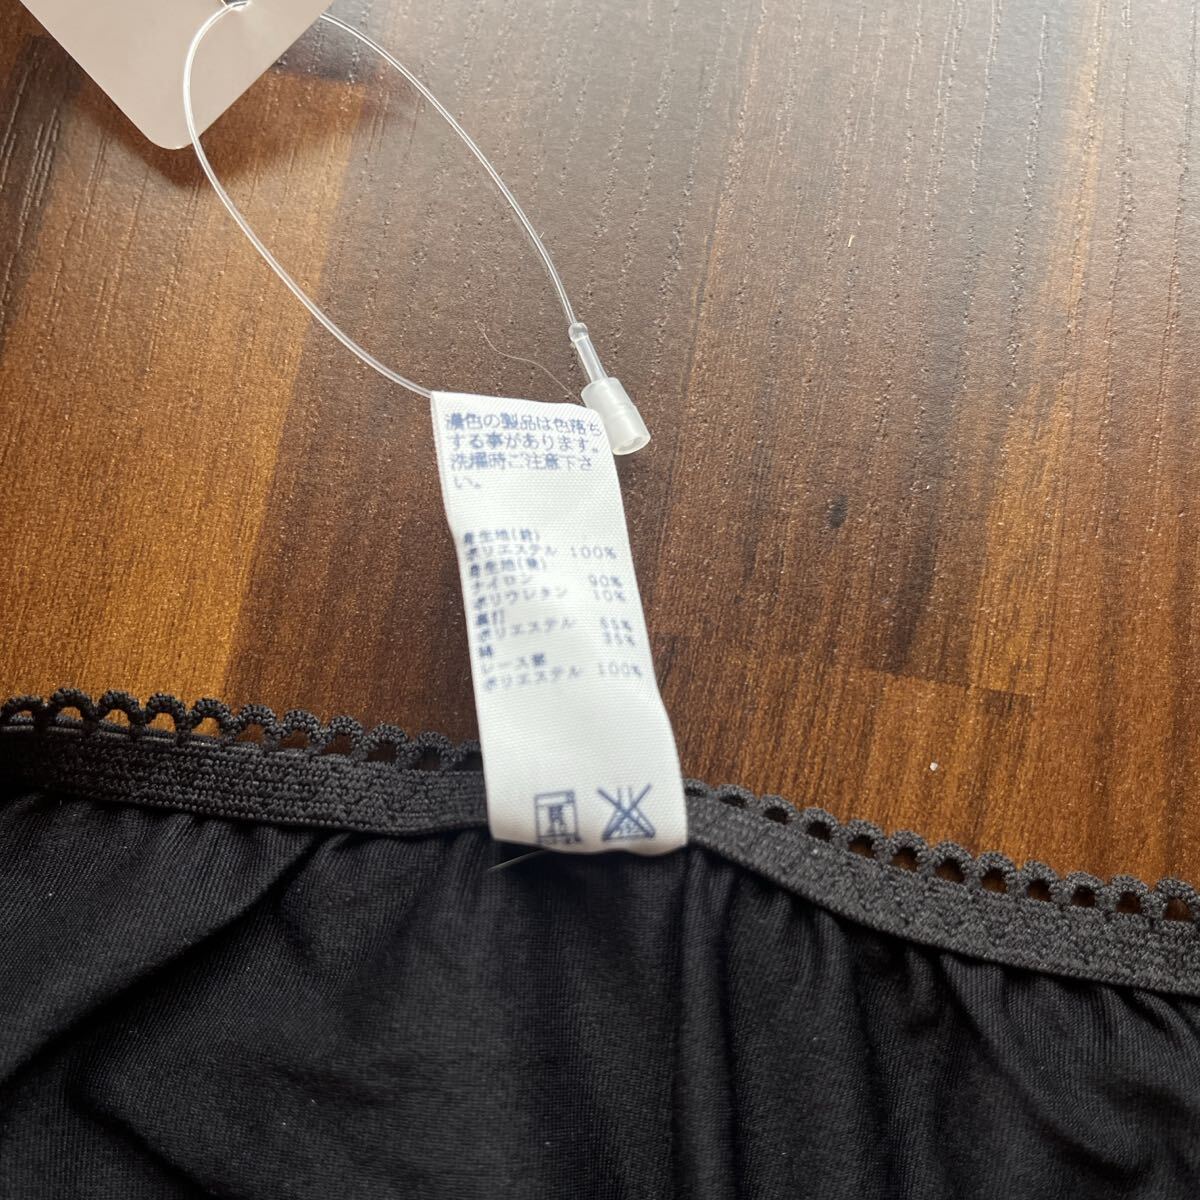 濃色の製品は色落ち
する事があります。
洗濯時ご注意下さ
い。
身生地(前)
ポリエステル 100%
身生地(後)
ナイロン 90%
ポリウレタン 10%
裏打
ポリエステル 65%
綿 35%
レース部
ポリエステル 100%